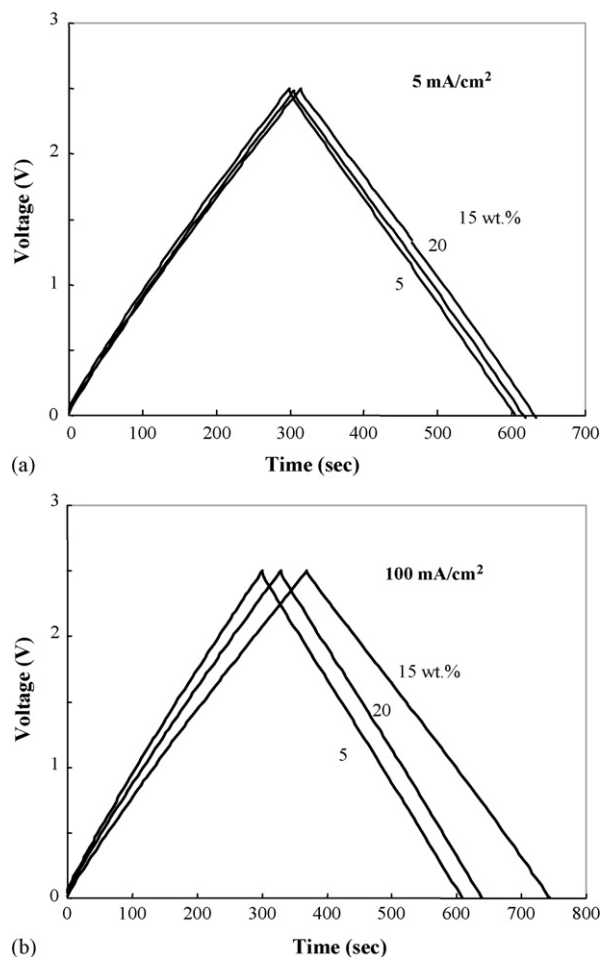 3
5 mA/cm²
2
Voltage (V)
15 wt.%
20
5
1
0
0 100 200 300 400 500 600 700
(a)
Time (sec)
3
100 mA/cm²
2
Voltage (V)
15 wt.%
20
5
1
0
0 100 200 300 400 500 600 700 800
(b)
Time (sec)